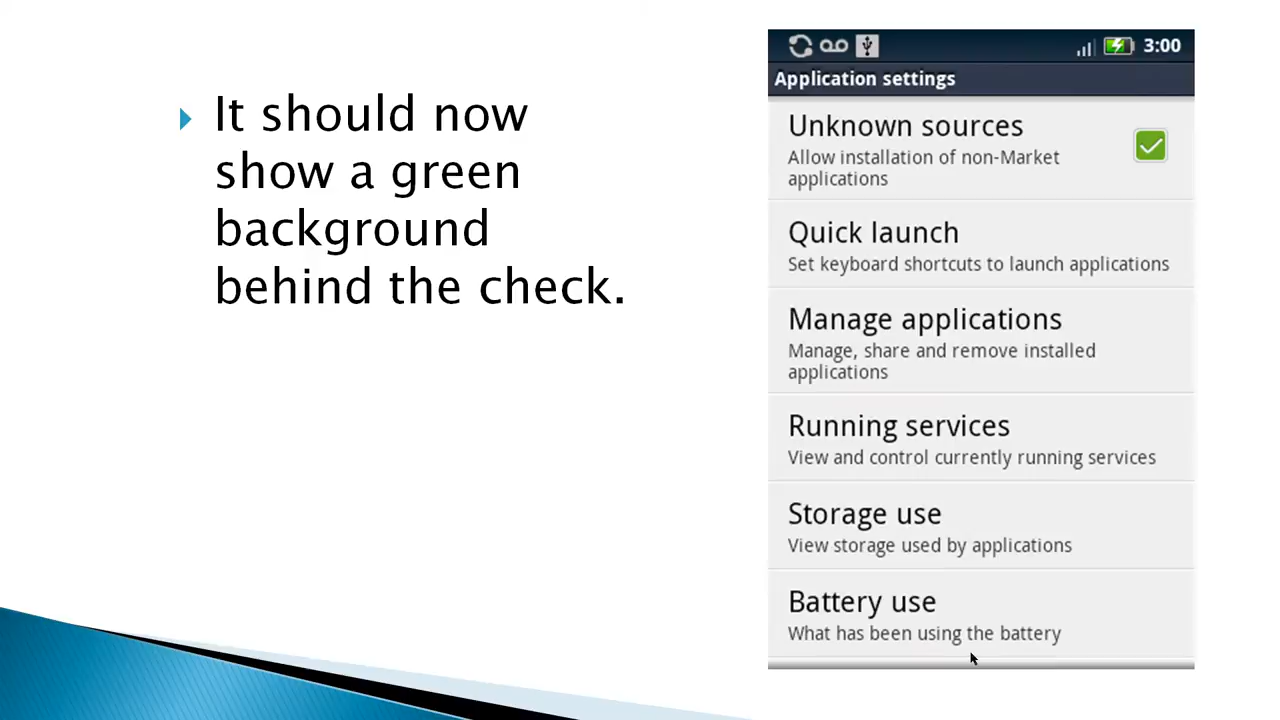 It should now
show a green
background
behind the check.
3:00
Application settings
Unknown sources
Allow installation of non-Market
applications
Quick launch
Set keyboard shortcuts to launch applications
Manage applications
Manage, share and remove installed
applications
Running services
View and control currently running services
Storage use
View storage used by applications
Battery use
What has been using the battery